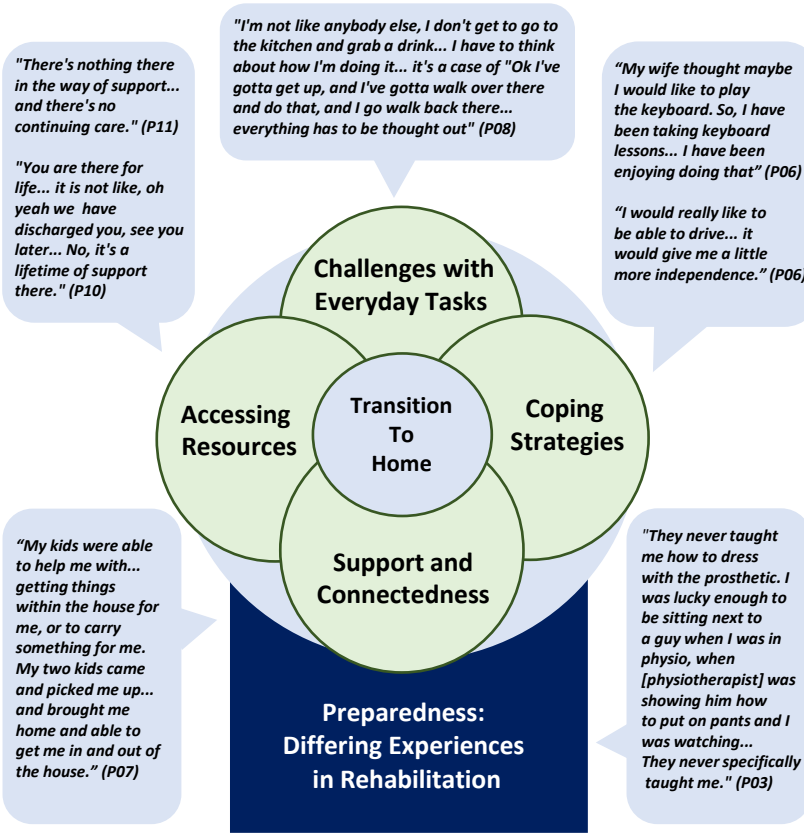 "I'm not like anybody else, I don't get to go to
the kitchen and grab a drink... I have to think
about how I'm doing it... it's a case of "Ok I've
gotta get up, and I've gotta walk over there
and do that, and I go walk back there...
everything has to be thought out" (P08)
"There's nothing there
in the way of support...
and there's no
continuing care." (P11)
"You are there for
life... it is not like, oh
yeah we have
discharged you, see you
later... No, it's a
lifetime of support
there." (P10)
“My wife thought maybe
I would like to play
the keyboard. So, I have
been taking keyboard
lessons... I have been
enjoying doing that” (P06)
“I would really like to
be able to drive... it
would give me a little
more independence.” (P06)
Challenges with
Everyday Tasks
Accessing
Resources
Transition
To
Home
Coping
Strategies
Support and
Connectedness
“My kids were able
to help me with...
getting things
within the house for
me, or to carry
something for me.
My two kids came
and picked me up...
and brought me
home and able to
get me in and out of
the house.” (P07)
"They never taught
me how to dress
with the prosthetic. I
was lucky enough to
be sitting next to
a guy when I was in
physio, when
[physiotherapist] was
showing him how
to put on pants and I
was watching...
They never specifically
taught me." (P03)
Preparedness:
Differing Experiences
in Rehabilitation